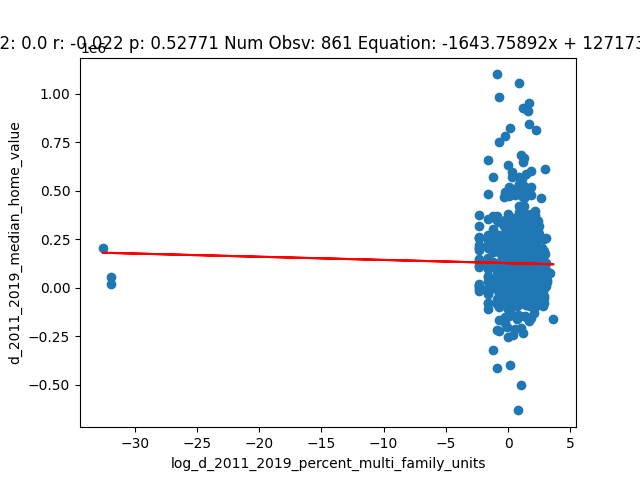 2: 0.0 r: -0.022 p: 0.52771 Num Obsv: 861 Equation: -1643.75892x + 127173
1e6
1.00
0.75
0.50
0.25
0.00
−0.25
−0.50
d_2011_2019_median_home_value
−30 −25 −20 −15 −10 −5 0 5
log_d_2011_2019_percent_multi_family_units